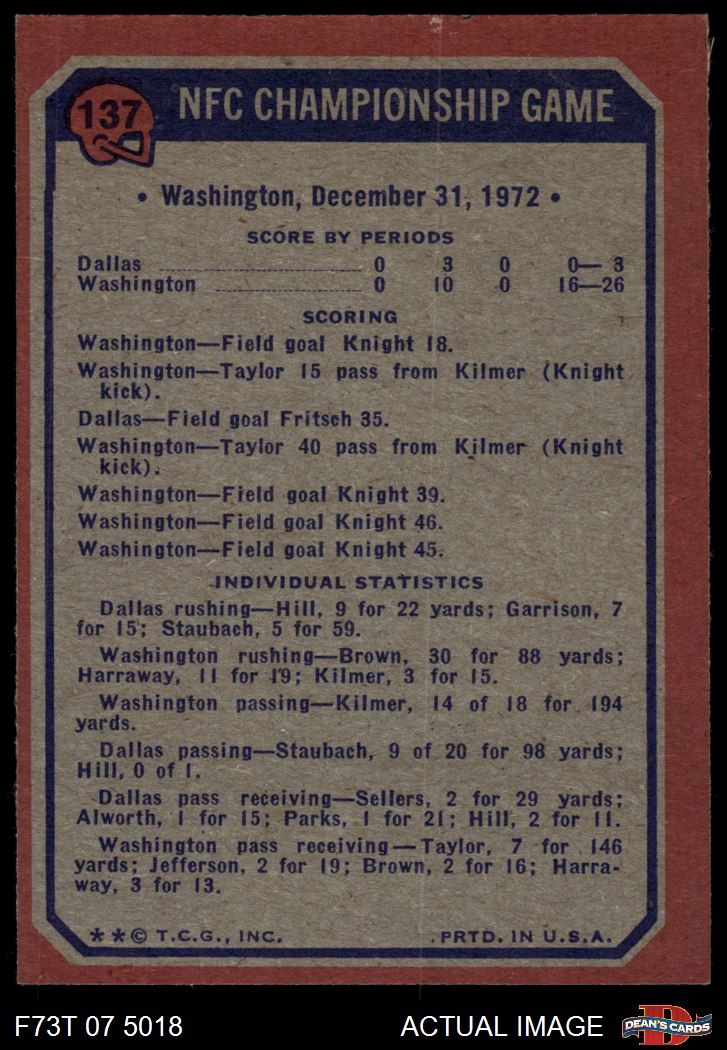 137
NFC CHAMPIONSHIP GAME
• Washington, December 31, 1972 •
SCORE BY PERIODS
Dallas ........ 0 3 0 0— 3
Washington ........ 0 10 0 16—26
SCORING
Washington—Field goal Knight 18.
Washington—Taylor 15 pass from Kilmer (Knight
kick).
Dallas—Field goal Fritsch 35.
Washington—Taylor 40 pass from Kilmer (Knight
kick).
Washington—Field goal Knight 39.
Washington—Field goal Knight 46.
Washington—Field goal Knight 45.
INDIVIDUAL STATISTICS
Dallas rushing—Hill, 9 for 22 yards; Garrison, 7
for 15; Staubach, 5 for 59.
Washington rushing—Brown, 30 for 88 yards;
Harraway, 11 for 19; Kilmer, 3 for 15.
Washington passing—Kilmer, 14 of 18 for 194
yards.
Dallas passing—Staubach, 9 of 20 for 98 yards;
Hill, 0 of 1.
Dallas pass receiving—Sellers, 2 for 29 yards;
Alworth, 1 for 15; Parks, 1 for 21; Hill, 2 for 11.
Washington pass receiving—Taylor, 7 for 146
yards; Jefferson, 2 for 19; Brown, 2 for 16; Harra-
way, 3 for 13.
**© T.C.G., INC. PRTD. IN U.S.A.
F73T 07 5018 ACTUAL IMAGE D DEAN'S CARDS